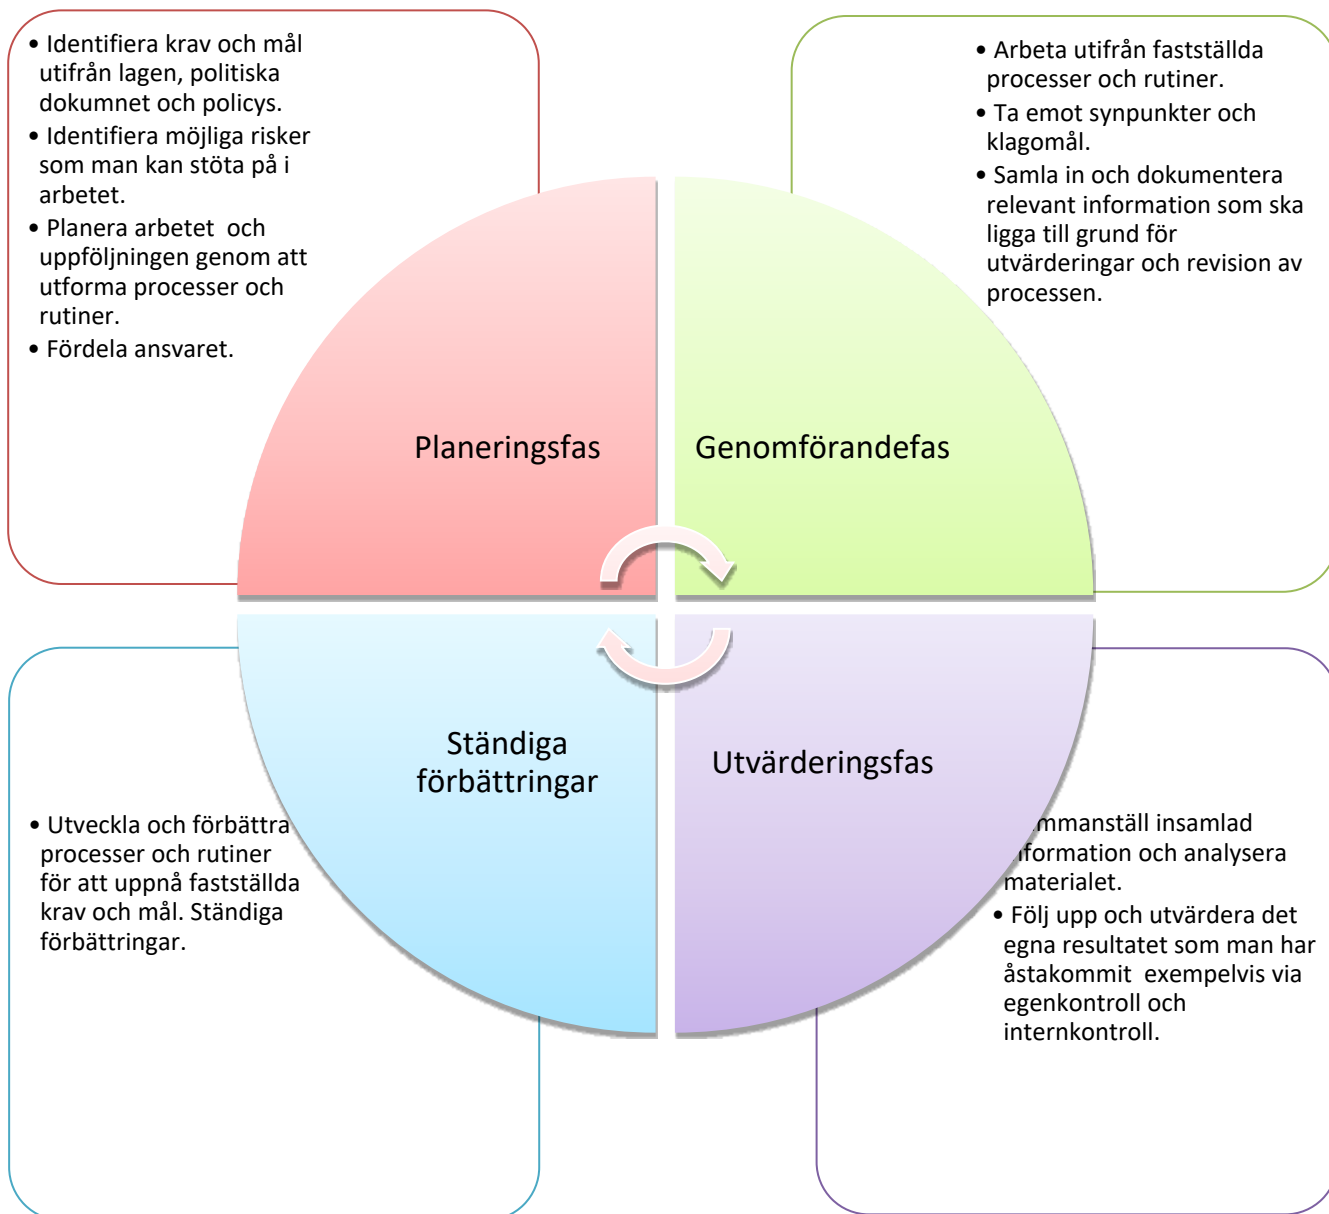 • Identifiera krav och mål
utifrån lagen, politiska
dokumnet och policys.
• Identifiera möjliga risker
som man kan stöta på i
arbetet.
• Planera arbetet och
uppföljningen genom att
utforma processer och
rutiner.
• Fördela ansvaret.
• Arbeta utifrån fastställda
processer och rutiner.
• Ta emot synpunkter och
klagomål.
• Samla in och dokumentera
relevant information som ska
ligga till grund för
utvärderingar och revision av
processen.
Planeringsfas
Genomförandefas
Ständiga
förbättringar
Utvärderingsfas
• Utveckla och förbättra
processer och rutiner
för att uppnå fastställda
krav och mål. Ständiga
förbättringar.
insamlad
och analysera
materialet.
• Följ upp och utvärdera det
egna resultatet som man har
åstakommit exempelvis via
egenkontroll och
internkontroll.